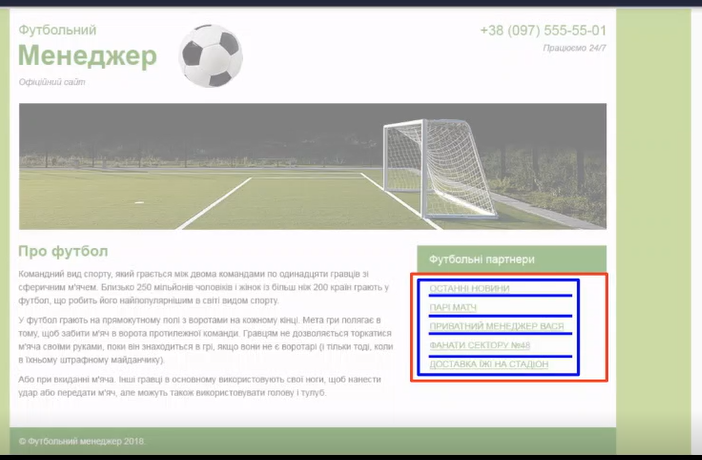 Футбольний
Менеджер
Офіційний сайт
+38 (097) 555-55-01
Працюємо 24/7
Про футбол
Командний вид спорту, який грається між двома командами по одинадяти гравців зі
сферичним м'ячем. Близько 250 мільйонів чоловіків і жінок із більш ніж 200 країн грають у
футбол, що робить його найпопулярнішим в світі видом спорту.
У футбол грають на прямокутному полі з воротами на кожному кінці. Мета гри полягає в
тому, щоб забити м'яч в ворота протилежної команди. Гравцям не дозволяється торкатися
м'яча своїми руками, поки він знаходиться в грі, якщо вони не є воротарі (і тільки тоді, коли
в їхньому штрафному майданчику).
Або при вкиданні м'яча. Інші гравці в основному використовують свої ноги, щоб нанести
удар або передати м'яч, але можуть також використовувати голову і тулуб.
Футбольні партнери
ОСТАННІ НОВИНИ
ПАРІ МАТЧ
ПРИВАТНИЙ МЕНЕДЖЕР ВАСЯ
ФАНАТИ СЕКТОРУ №48
ДОСТАВКА ЇЖІ НА СТАДІОН
© Футбольний менеджер 2018.